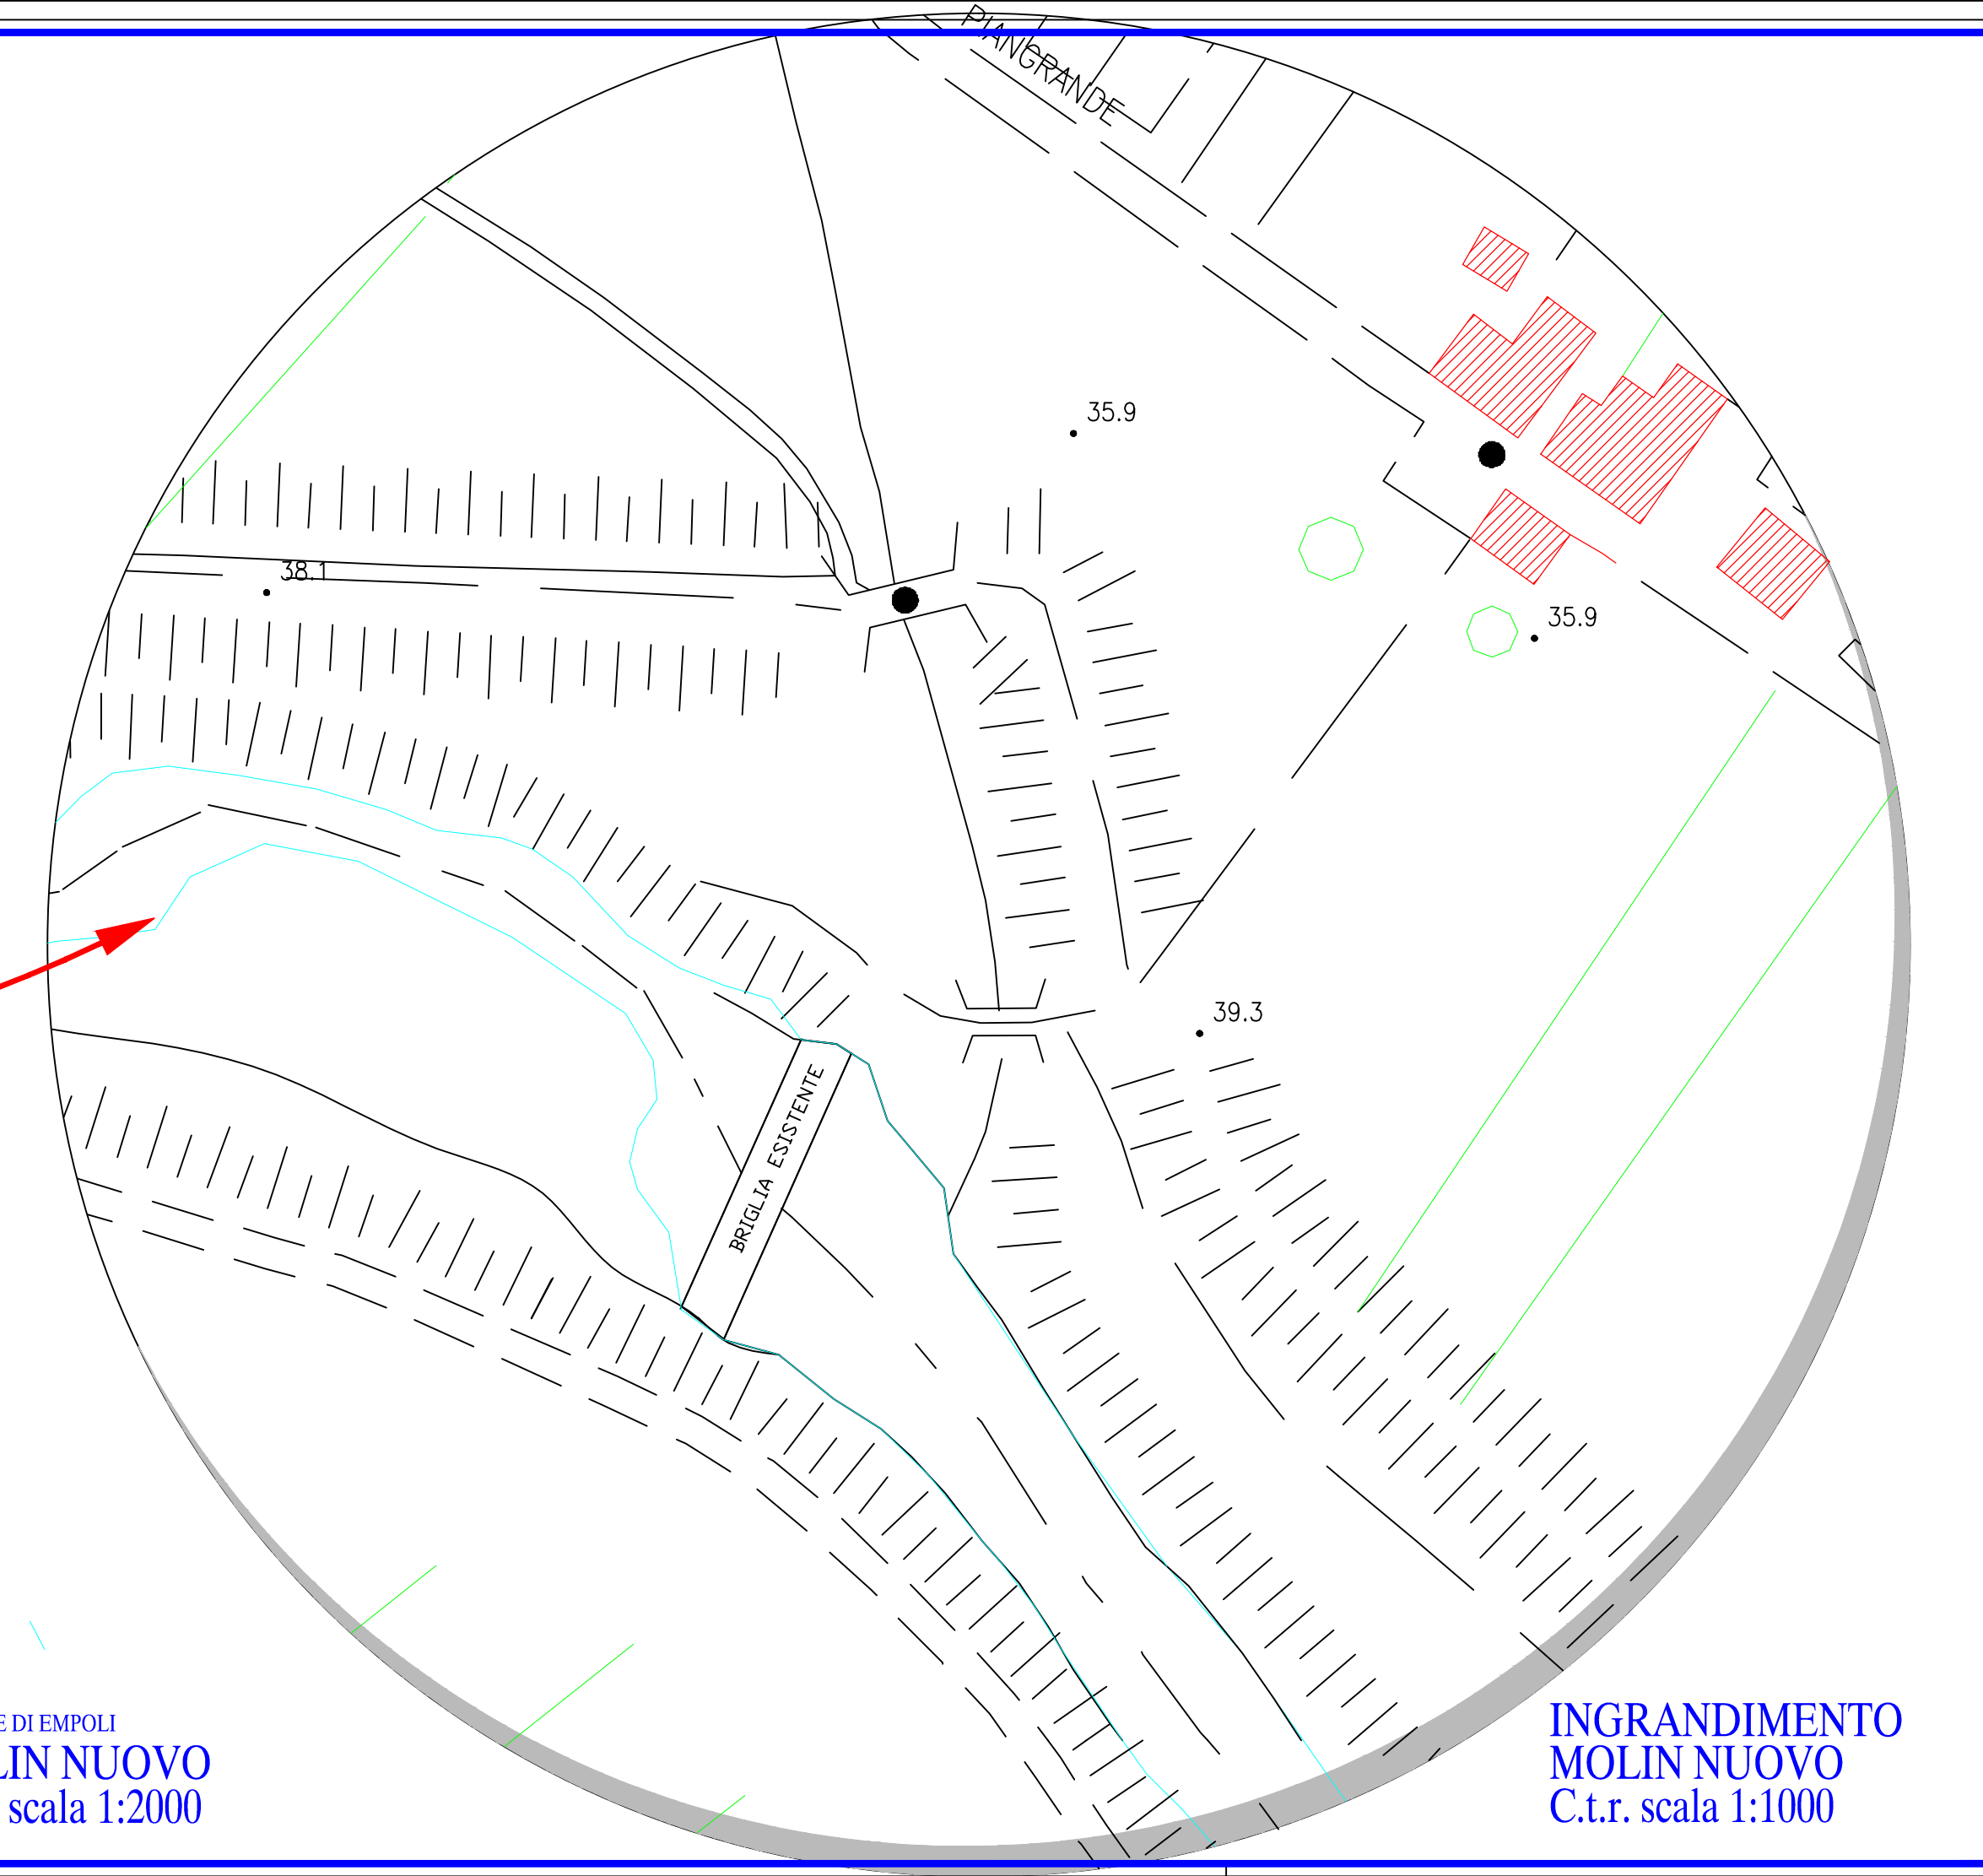 PIANGRANDE
35.9
38.1
35.9
39.3
BRIGLIA ESISTENTE
E DI EMPOLI
LIN NUOVO
scala 1:2000
INGRANDIMENTO
MOLIN NUOVO
C.t.r. scala 1:1000